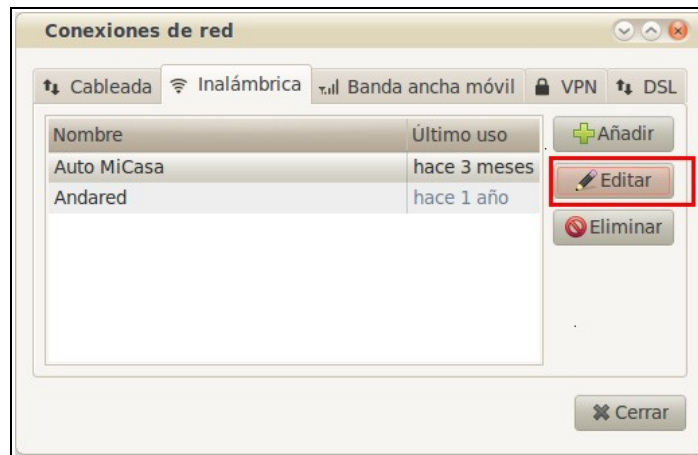 Conexiones de red
Cableada Inalámbrica Banda ancha móvil VPN DSL
Nombre Último uso Añadir
Auto MiCasa hace 3 meses Editar
Andared hace 1 año Eliminar
Cerrar